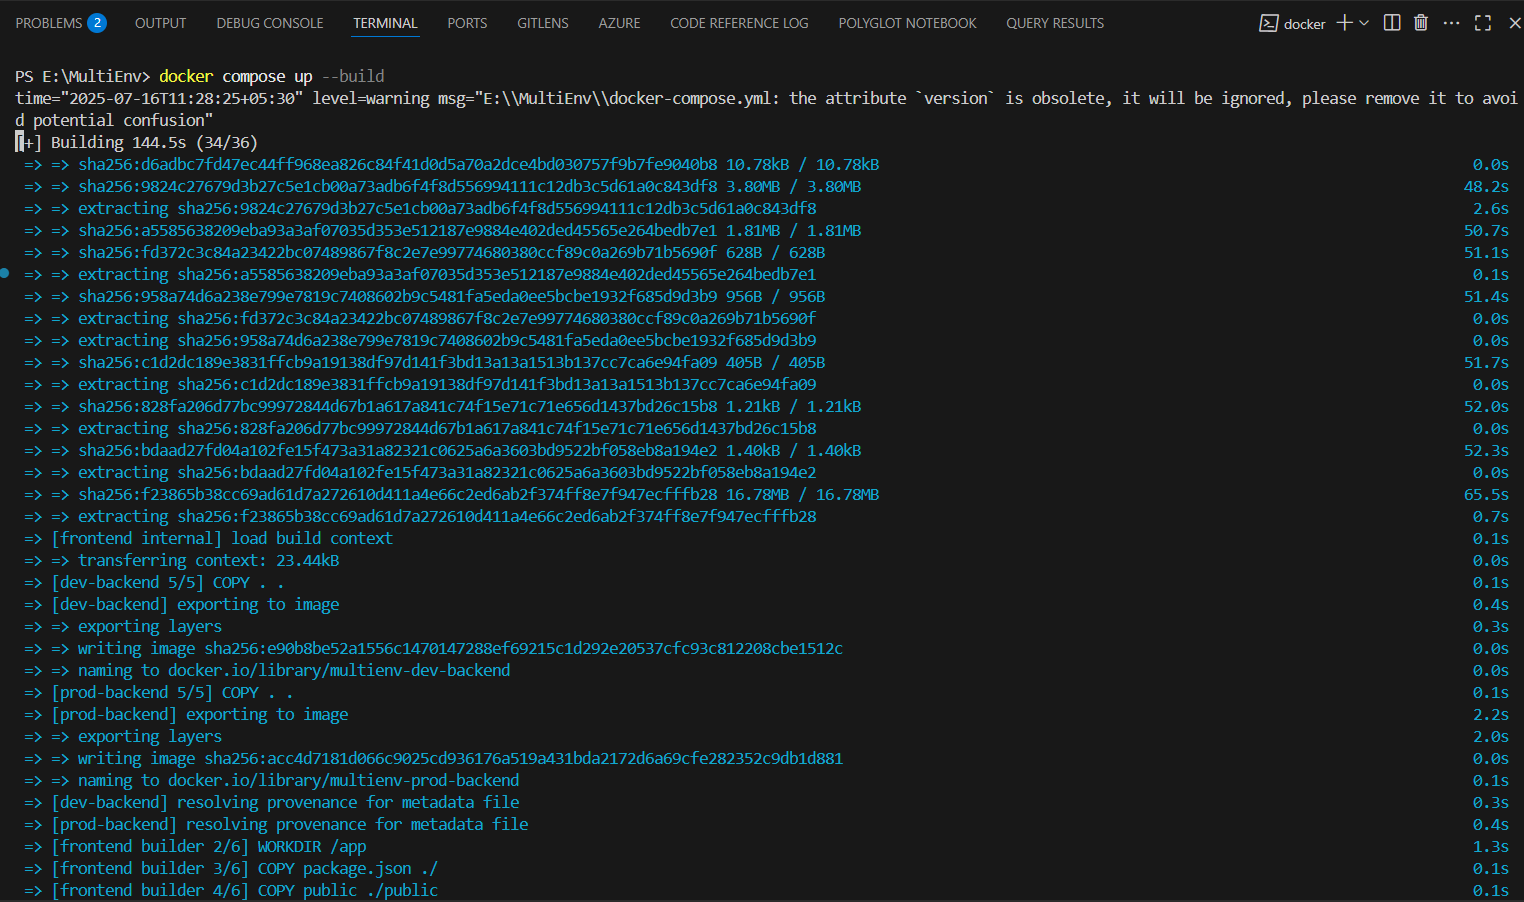 PROBLEMS 2 OUTPUT DEBUG CONSOLE TERMINAL PORTS GITLENS AZURE CODE REFERENCE LOG POLYGLOT NOTEBOOK QUERY RESULTS docker
PS E:\MultiEnv> docker compose up --build
time="2025-07-16T11:28:25+05:30" level=warning msg="E:\\MultiEnv\\docker-compose.yml: the attribute `version` is obsolete, it will be ignored, please remove it to avoi
d potential confusion"
[+] Building 144.5s (34/36)
=> => sha256:d6adbc7fd47ec44ff968ea826c84f41d0d5a70a2dce4bd030757f9b7fe9040b8 10.78kB / 10.78kB 0.0s
=> => sha256:9824c27679d3b27c5e1cb00a73adb6f4f8d556994111c12db3c5d61a0c843df8 3.80MB / 3.80MB 48.2s
=> => extracting sha256:9824c27679d3b27c5e1cb00a73adb6f4f8d556994111c12db3c5d61a0c843df8 2.6s
=> => sha256:a5585638209eba93a3af07035d353e512187e9884e402ded45565e264bedb7e1 1.81MB / 1.81MB 50.7s
=> => sha256:fd372c3c84a23422bc07489867f8c2e7e99774680380ccf89c0a269b71b5690f 628B / 628B 51.1s
=> => extracting sha256:a5585638209eba93a3af07035d353e512187e9884e402ded45565e264bedb7e1 0.1s
=> => sha256:958a74d6a238e799e7819c7408602b9c5481fa5eda0ee5bcbe1932f685d9d3b9 956B / 956B 51.4s
=> => extracting sha256:fd372c3c84a23422bc07489867f8c2e7e99774680380ccf89c0a269b71b5690f 0.0s
=> => extracting sha256:958a74d6a238e799e7819c7408602b9c5481fa5eda0ee5bcbe1932f685d9d3b9 0.0s
=> => sha256:c1d2dc189e3831ffcb9a19138df97d141f3bd13a13a1513b137cc7ca6e94fa09 405B / 405B 51.7s
=> => extracting sha256:c1d2dc189e3831ffcb9a19138df97d141f3bd13a13a1513b137cc7ca6e94fa09 0.0s
=> => sha256:828fa206d77bc99972844d67b1a617a841c74f15e71c71e656d1437bd26c15b8 1.21kB / 1.21kB 52.0s
=> => extracting sha256:828fa206d77bc99972844d67b1a617a841c74f15e71c71e656d1437bd26c15b8 0.0s
=> => sha256:bdaad27fd04a102fe15f473a31a82321c0625a6a3603bd9522bf058eb8a194e2 1.40kB / 1.40kB 52.3s
=> => extracting sha256:bdaad27fd04a102fe15f473a31a82321c0625a6a3603bd9522bf058eb8a194e2 0.0s
=> => sha256:f23865b38cc69ad61d7a272610d411a4e66c2ed6ab2f374ff8e7f947ecfffb28 16.78MB / 16.78MB 65.5s
=> => extracting sha256:f23865b38cc69ad61d7a272610d411a4e66c2ed6ab2f374ff8e7f947ecfffb28 0.7s
=> [frontend internal] load build context 0.1s
=> => transferring context: 23.44kB 0.0s
=> [dev-backend 5/5] COPY . . 0.1s
=> [dev-backend] exporting to image 0.4s
=> => exporting layers 0.3s
=> => writing image sha256:e90b8be52a1556c1470147288ef69215c1d292e20537cfc93c812208cbe1512c 0.0s
=> => naming to docker.io/library/multienv-dev-backend 0.0s
=> [prod-backend 5/5] COPY . . 0.1s
=> [prod-backend] exporting to image 2.2s
=> => exporting layers 2.0s
=> => writing image sha256:acc4d7181d066c9025cd936176a519a431bda2172d6a69cfe282352c9db1d881 0.0s
=> => naming to docker.io/library/multienv-prod-backend 0.1s
=> [dev-backend] resolving provenance for metadata file 0.3s
=> [prod-backend] resolving provenance for metadata file 0.4s
=> [frontend builder 2/6] WORKDIR /app 1.3s
=> [frontend builder 3/6] COPY package.json ./ 0.1s
=> [frontend builder 4/6] COPY public ./public 0.1s